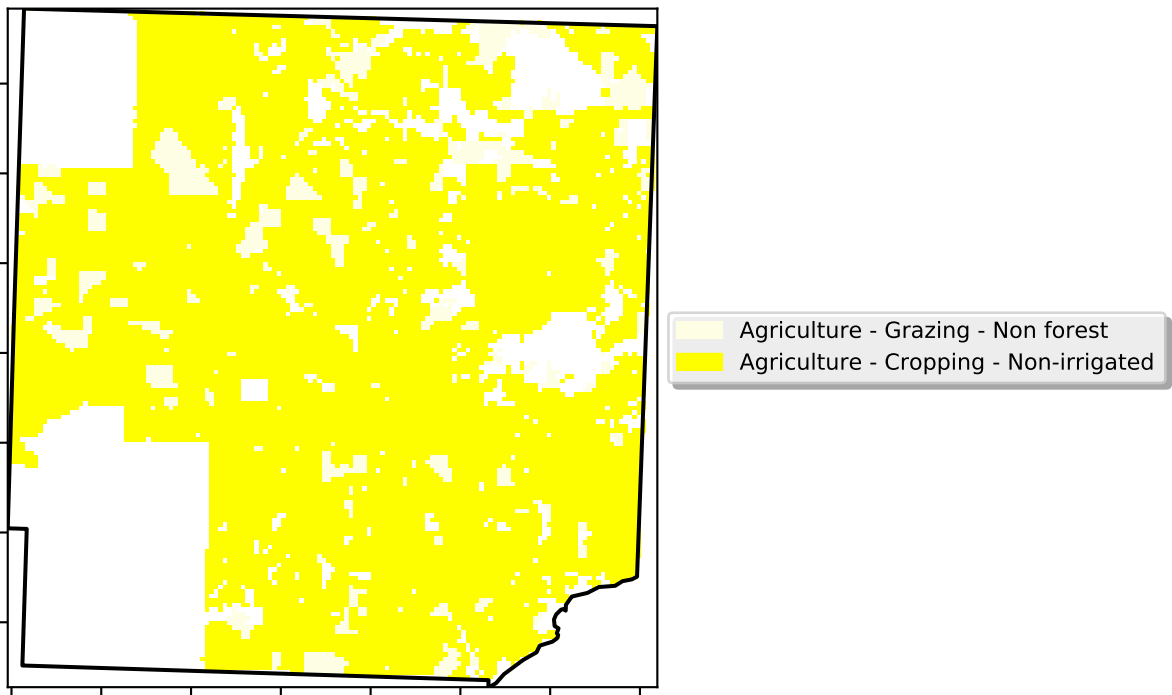 Agriculture - Grazing - Non forest
Agriculture - Cropping - Non-irrigated